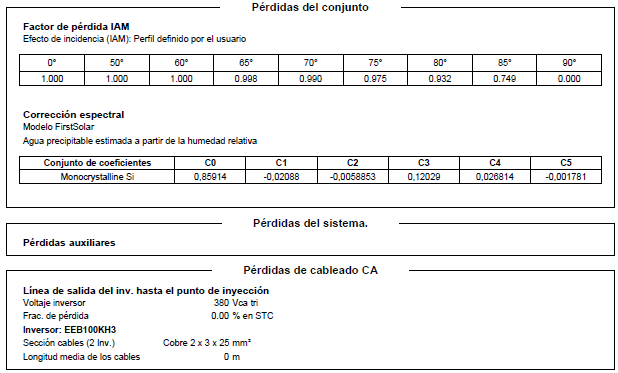 Pérdidas del conjunto
Factor de pérdida IAM
Efecto de incidencia (IAM): Perfil definido por el usuario
0° 50° 60° 65° 70° 75° 80° 85° 90°
1.000 1.000 1.000 0.998 0.990 0.975 0.932 0.749 0.000
Corrección espectral
Modelo FirstSolar
Agua precipitable estimada a partir de la humedad relativa
Conjunto de coeficientes C0 C1 C2 C3 C4 C5
Monocrystalline Si 0,85914 -0,02088 -0,0058853 0,12029 0,026814 -0,001781
Pérdidas del sistema.
Pérdidas auxiliares
Pérdidas de cableado CA
Línea de salida del inv. hasta el punto de inyección
Voltaje inversor 380 Vca tri
Frac. de pérdida 0.00 % en STC
Inversor: EEB100KH3
Sección cables (2 Inv.) Cobre 2 x 3 x 25 mm²
Longitud media de los cables 0 m